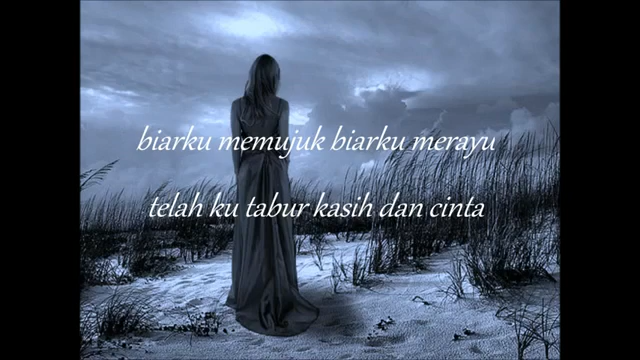 biarku memujuk biarku merayu
telah ku tabur kasih dan cinta